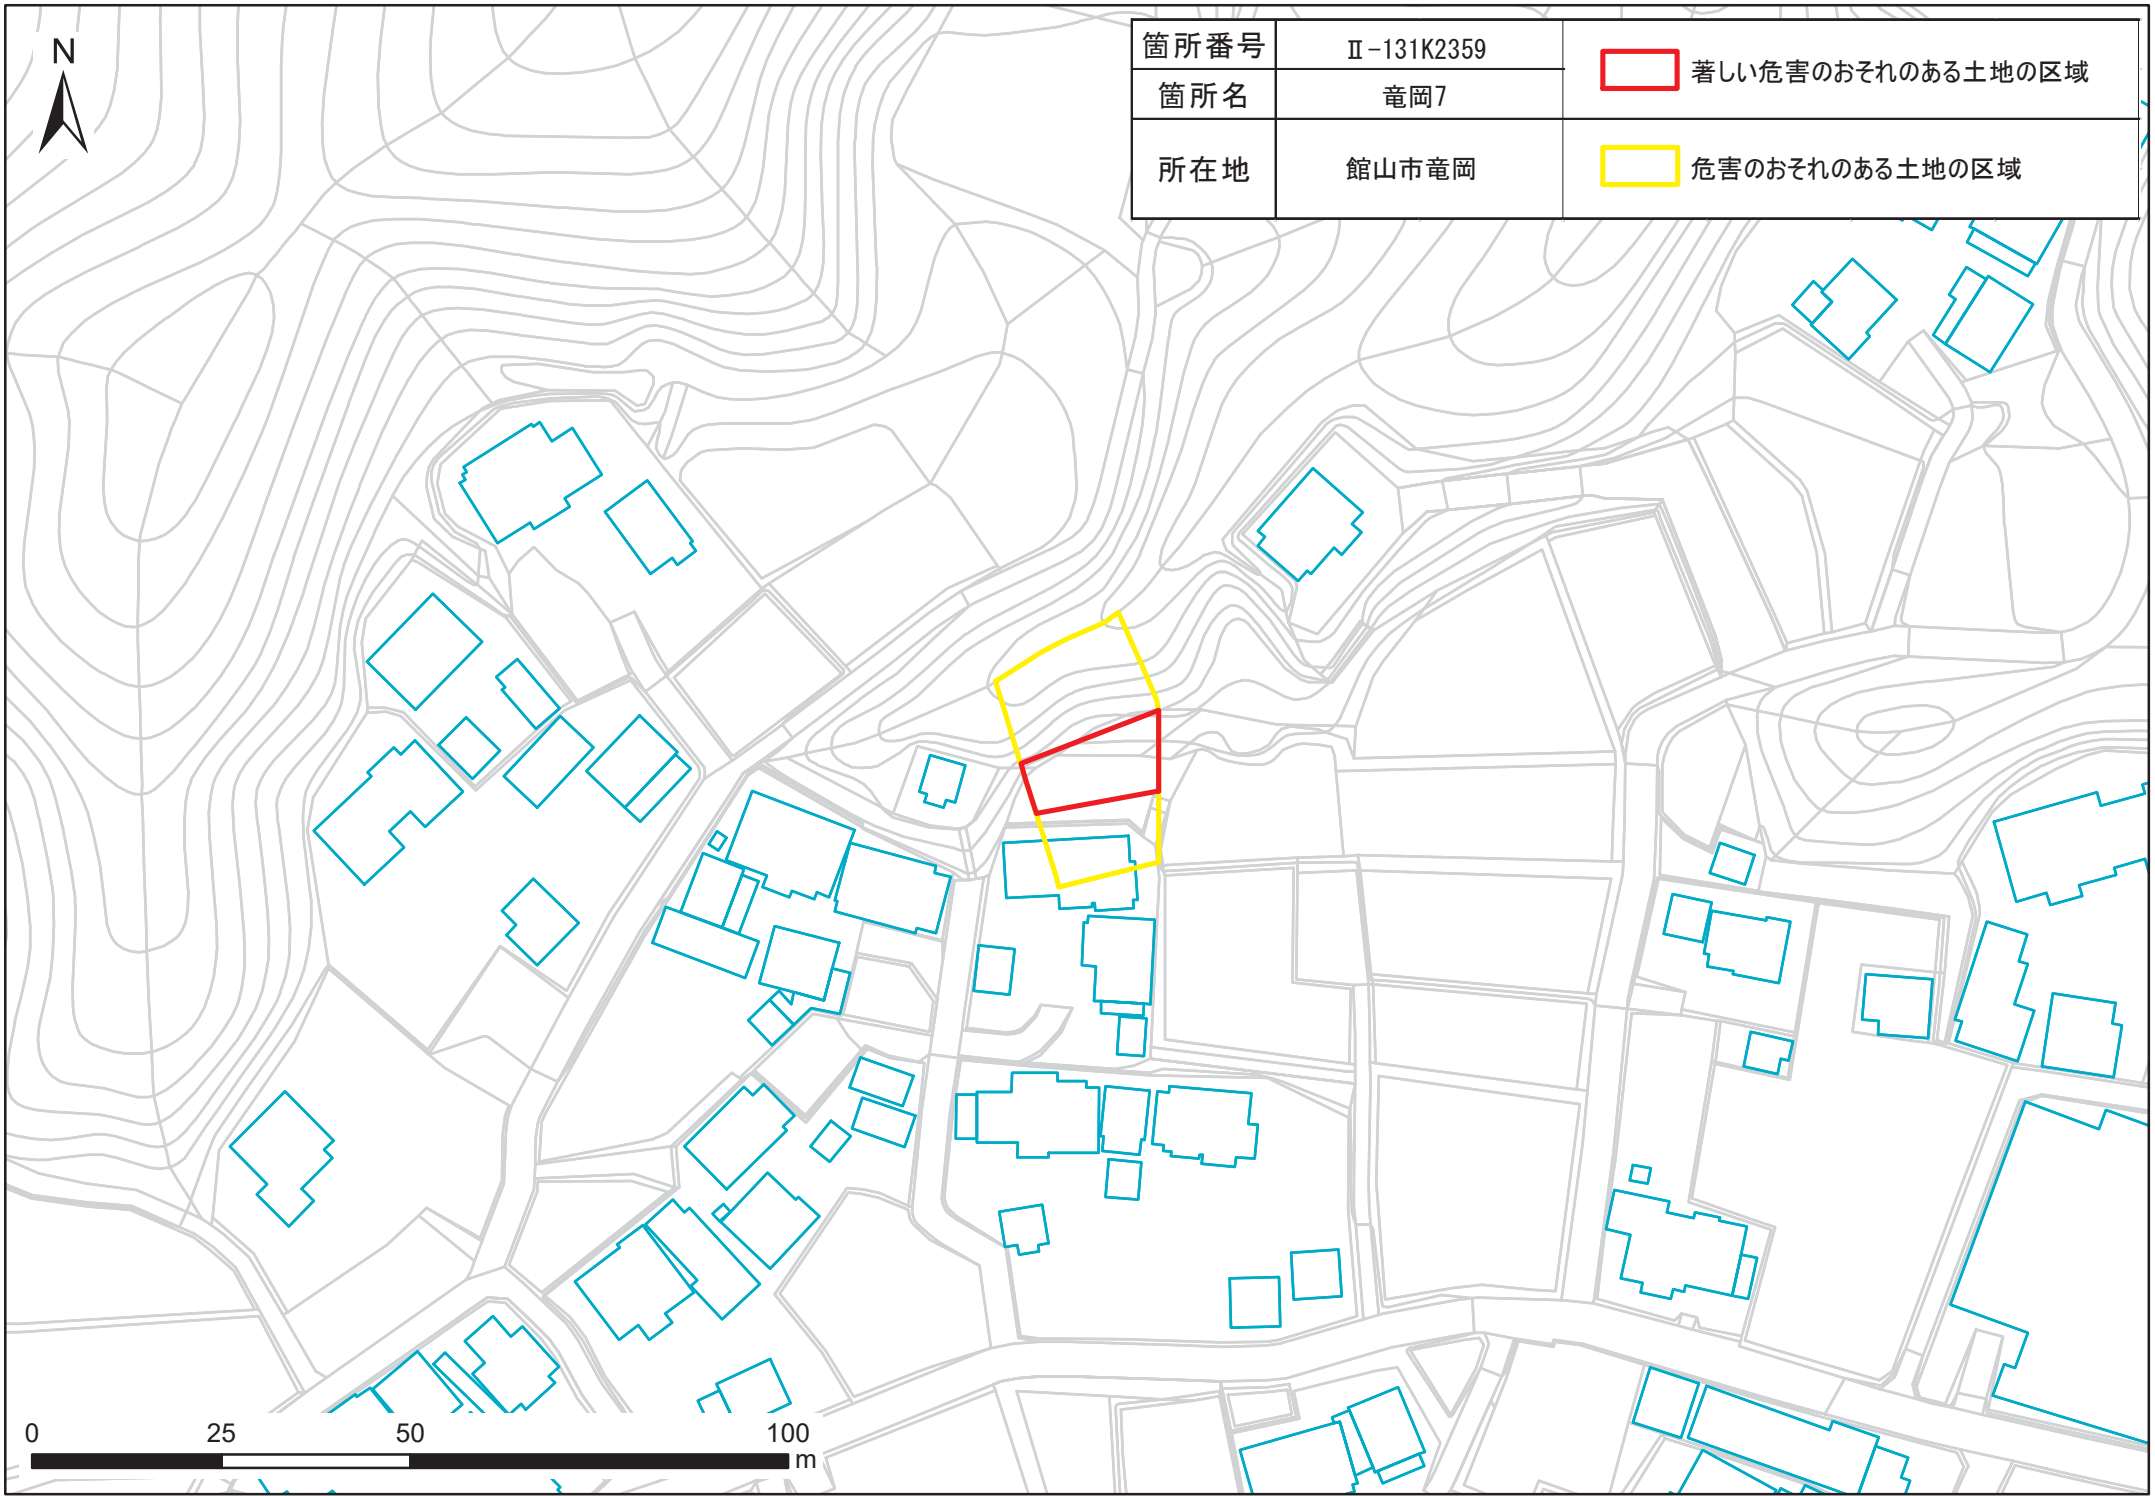 N
箇所番号 Ⅱ-131K2359 著しい危害のおそれのある土地の区域
箇所名 竜岡7
所在地 館山市竜岡 危害のおそれのある土地の区域
0 25 50 100
m